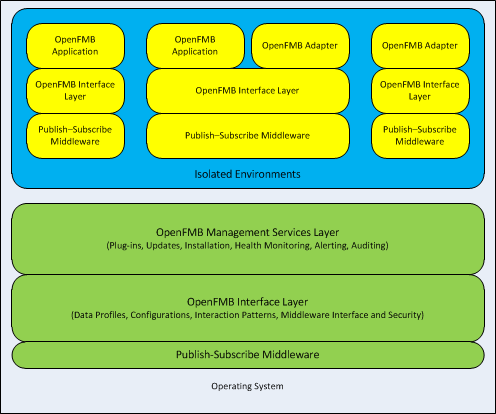 OpenFMB
Application
OpenFMB Interface
Layer
Publish–Subscribe
Middleware
OpenFMB
Application
OpenFMB Adapter
OpenFMB Interface Layer
Publish–Subscribe Middleware
OpenFMB Adapter
OpenFMB Interface
Layer
Publish–Subscribe
Middleware
Isolated Environments
OpenFMB Management Services Layer
(Plug-ins, Updates, Installation, Health Monitoring, Alerting, Auditing)
OpenFMB Interface Layer
(Data Profiles, Configurations, Interaction Patterns, Middleware Interface and Security)
Publish-Subscribe Middleware
Operating System